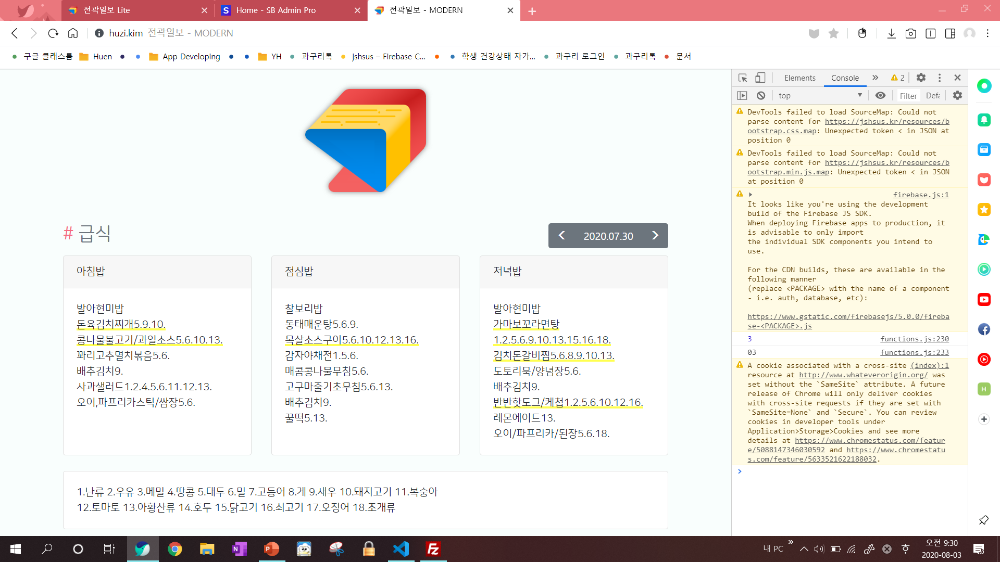 전곽일보 Lite
S Home - SB Admin Pro
전곽일보 - MODERN
huzi.kim 전곽일보 - MODERN
구글 클래스룸 Huen App Developing YH 과구리톡 jshsus – Firebase C... 학생 건강상태 자가... 과구리 로그인 과구리톡 문서
# 급식
2020.07.30
아침밥
발아현미밥
돈육김치찌개5.9.10.
콩나물불고기/과일소스5.6.10.13.
꽈리고추멸치볶음5.6.
배추김치9.
사과샐러드1.2.4.5.6.11.12.13.
오이,파프리카스틱/쌈장5.6.
점심밥
찰보리밥
동태매운탕5.6.9.
목살소스구이5.6.10.12.13.16.
감자야채전1.5.6.
매콤콩나물무침5.6.
고구마줄기초무침5.6.13.
배추김치9.
꿀떡5.13.
저녁밥
발아현미밥
가마보꼬라면탕
1.2.5.6.9.10.13.15.16.18.
김치돈갈비찜5.6.8.9.10.13.
도토리묵/양념장5.6.
배추김치9.
반반핫도그/케첩1.2.5.6.10.12.16.
레몬에이드13.
오이/파프리카/된장5.6.18.
1.난류 2.우유 3.메밀 4.땅콩 5.대두 6.밀 7.고등어 8.게 9.새우 10.돼지고기 11.복숭아
12.토마토 13.아황산류 14.호두 15.닭고기 16.쇠고기 17.오징어 18.조개류
Elements Console » 2
top Filter Defa
DevTools failed to load SourceMap: Could not
parse content for https://jshsus.kr/resources/b
ootstrap.css.map: Unexpected token < in JSON at
position 0
DevTools failed to load SourceMap: Could not
parse content for https://jshsus.kr/resources/b
ootstrap.min.js.map: Unexpected token < in JSON
at position 0
firebase.js:1
It looks like you're using the development
build of the Firebase JS SDK.
When deploying Firebase apps to production, it
is advisable to only import
the individual SDK components you intend to
use.
For the CDN builds, these are available in the
following manner
(replace <PACKAGE> with the name of a component
- i.e. auth, database, etc):
https://www.gstatic.com/firebasejs/5.0.0/fireba
se-<PACKAGE>.js
3 functions.js:230
03 functions.js:233
A cookie associated with a cross-site (index):1
resource at http://www.whateverorigin.org/ was
set without the `SameSite` attribute. A future
release of Chrome will only deliver cookies
with cross-site requests if they are set with
`SameSite=None` and `Secure`. You can review
cookies in developer tools under
Application>Storage>Cookies and see more
details at https://www.chromestatus.com/featur
e/5088147346030592 and https://www.chromestatu
s.com/feature/5633521622188032.
H
내 PC
오전 9:30
2020-08-03